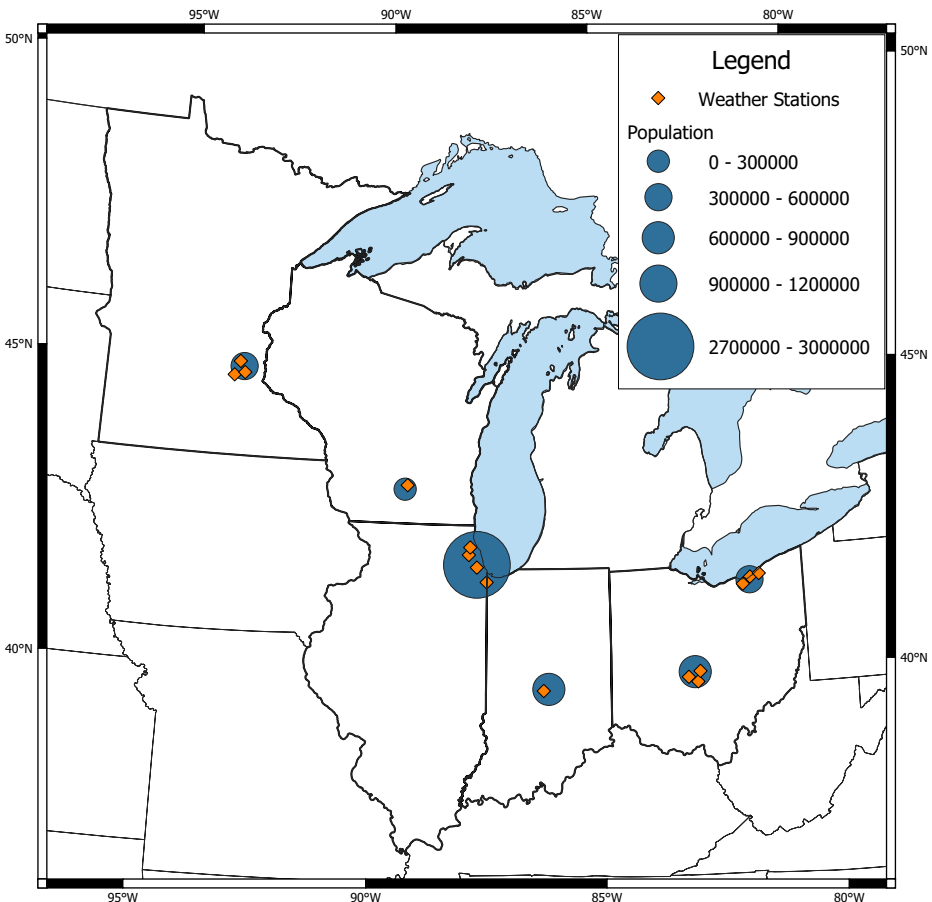 95°W 90°W 85°W 80°W
50°N
50°N
Legend
Weather Stations
Population
0 - 300000
300000 - 600000
600000 - 900000
900000 - 1200000
2700000 - 3000000
45°N
45°N
40°N
40°N
95°W 90°W 85°W 80°W